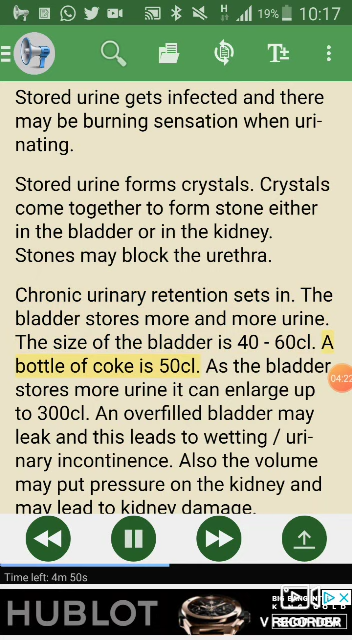 H
19%
10:17
T±
Stored urine gets infected and there
may be burning sensation when uri-
nating.
Stored urine forms crystals. Crystals
come together to form stone either
in the bladder or in the kidney.
Stones may block the urethra.
Chronic urinary retention sets in. The
bladder stores more and more urine.
The size of the bladder is 40 - 60cl. A
bottle of coke is 50cl. As the bladder
stores more urine it can enlarge up
to 300cl. An overfilled bladder may
leak and this leads to wetting / uri-
nary incontinence. Also the volume
may put pressure on the kidney and
may lead to kidney damage.
04:22
Time left: 4m 50s
HUBLOT
BIG BANG
GOLD
RECORDER